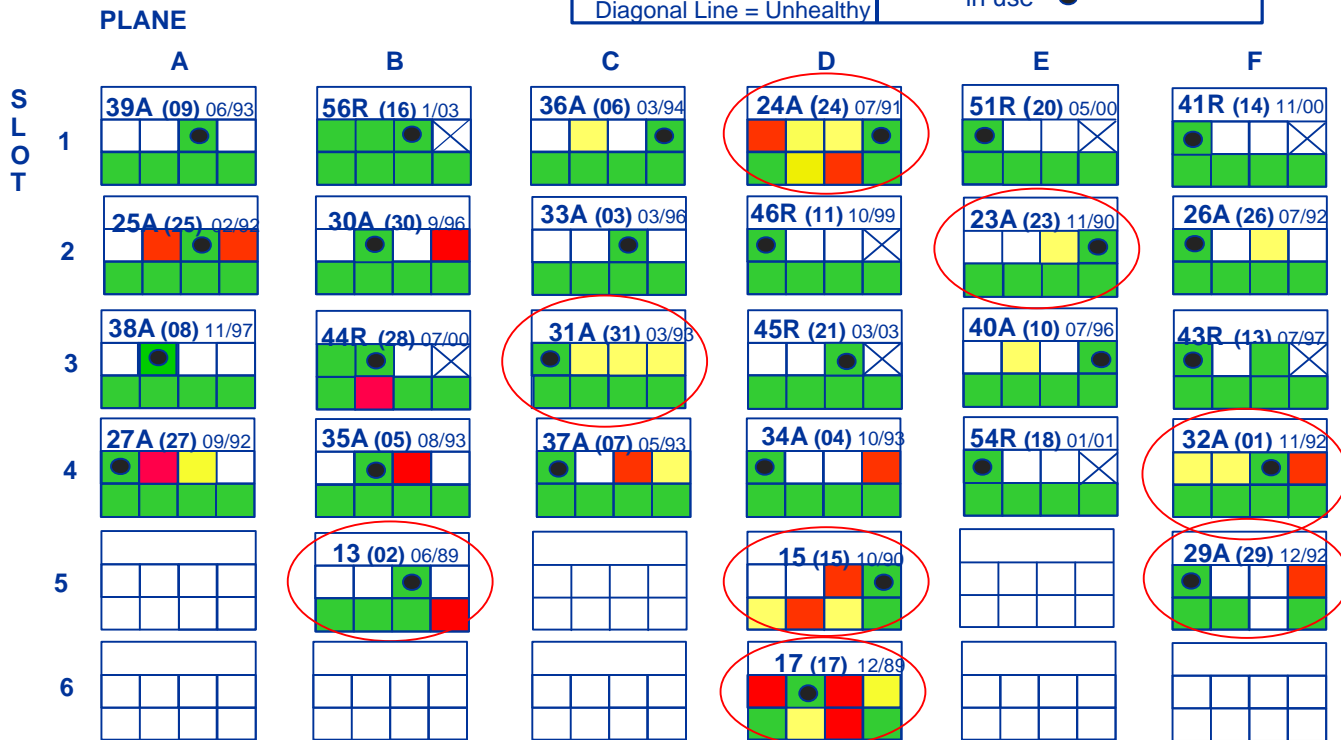 Diagonal Line = Unhealthy
In use
PLANE
A B C D E F
SLOT
1
39A (09) 06/93
56R (16) 1/03
36A (06) 03/94
24A (24) 07/91
51R (20) 05/00
41R (14) 11/00
2
25A (25) 02/92
30A (30) 9/96
33A (03) 03/96
46R (11) 10/99
23A (23) 11/90
26A (26) 07/92
3
38A (08) 11/97
44R (28) 07/00
31A (31) 03/93
45R (21) 03/03
40A (10) 07/96
43R (13) 07/97
4
27A (27) 09/92
35A (05) 08/93
37A (07) 05/93
34A (04) 10/93
54R (18) 01/01
32A (01) 11/92
5
13 (02) 06/89
15 (15) 10/90
29A (29) 12/92
6
17 (17) 12/89